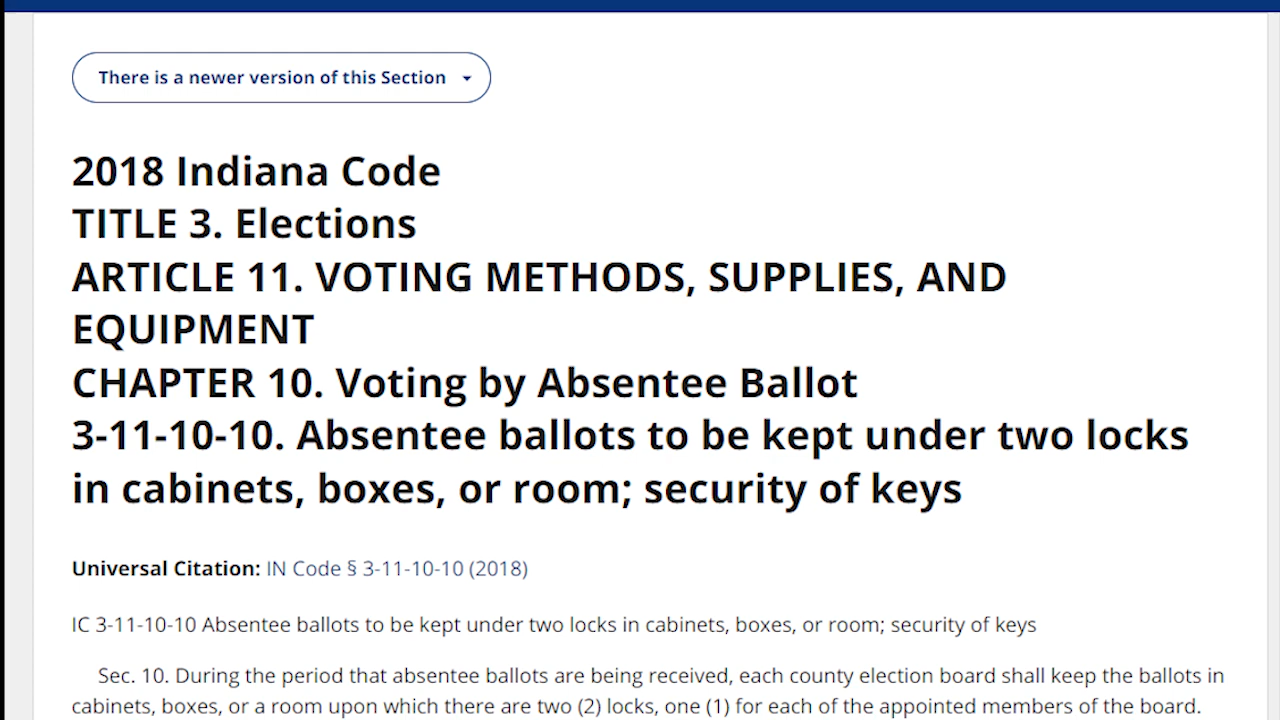 There is a newer version of this Section
2018 Indiana Code
TITLE 3. Elections
ARTICLE 11. VOTING METHODS, SUPPLIES, AND
EQUIPMENT
CHAPTER 10. Voting by Absentee Ballot
3-11-10-10. Absentee ballots to be kept under two locks
in cabinets, boxes, or room; security of keys
Universal Citation: IN Code § 3-11-10-10 (2018)
IC 3-11-10-10 Absentee ballots to be kept under two locks in cabinets, boxes, or room; security of keys
Sec. 10. During the period that absentee ballots are being received, each county election board shall keep the ballots in
cabinets, boxes, or a room upon which there are two (2) locks, one (1) for each of the appointed members of the board.